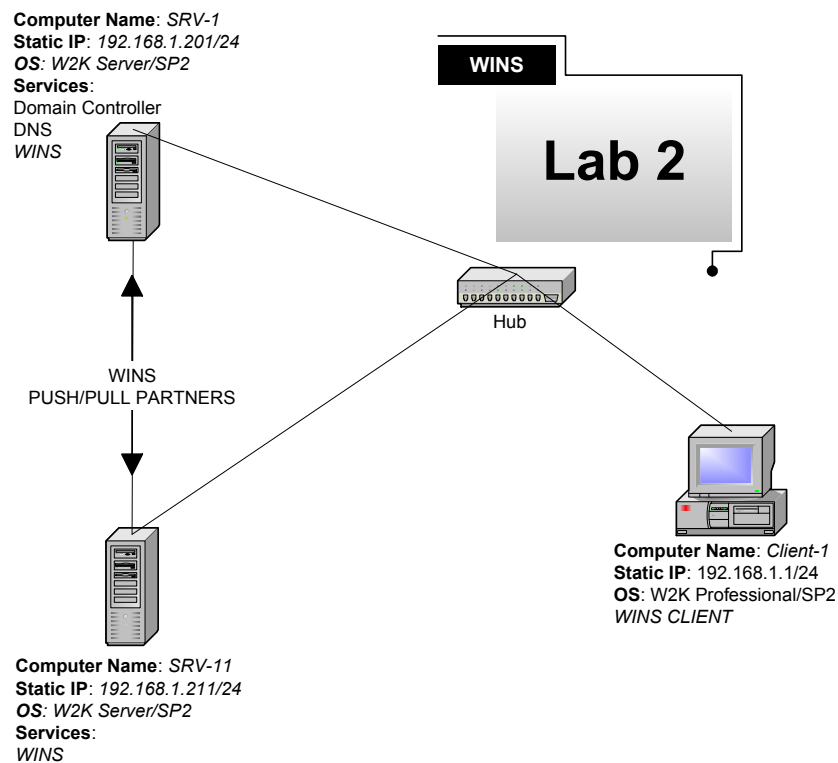 Computer Name: SRV-1
Static IP: 192.168.1.201/24
OS: W2K Server/SP2
Services:
Domain Controller
DNS
WINS
WINS
Lab 2
Hub
WINS
PUSH/PULL PARTNERS
Computer Name: Client-1
Static IP: 192.168.1.1/24
OS: W2K Professional/SP2
WINS CLIENT
Computer Name: SRV-11
Static IP: 192.168.1.211/24
OS: W2K Server/SP2
Services:
WINS